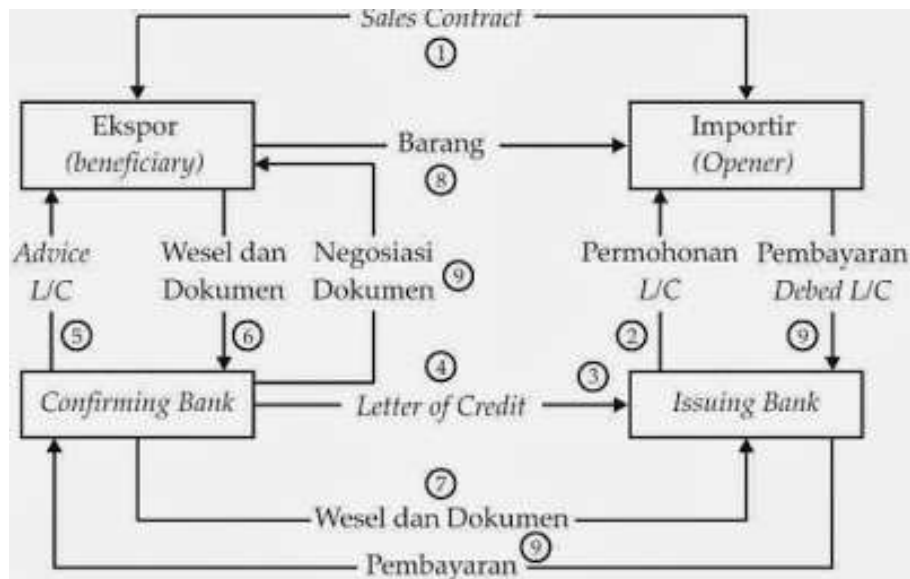 Sales Contract
①
Ekspor
(beneficiary)
Importir
(Opener)
Barang
⑧
Advice
L/C
⑤
Wesel dan
Dokumen
⑥
Negosiasi
Dokumen
⑨
Permohonan
L/C
②
Pembayaran
Debed L/C
⑨
④
③
Confirming Bank
Letter of Credit
Issuing Bank
⑦
Wesel dan Dokumen
⑨
Pembayaran